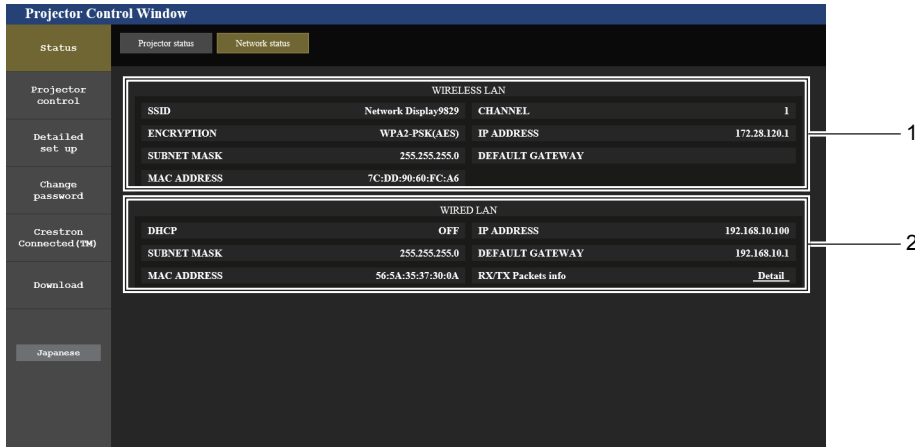 Projector Control Window
Status
Projector status
Network status
Projector
control
Detailed
set up
Change
password
Crestron
Connected(TM)
Download
Japanese
WIRELESS LAN
SSID Network Display9829 CHANNEL 1
ENCRYPTION WPA2-PSK(AES) IP ADDRESS 172.28.120.1
SUBNET MASK 255.255.255.0 DEFAULT GATEWAY
MAC ADDRESS 7C:DD:90:60:FC:A6
1
WIRED LAN
DHCP OFF IP ADDRESS 192.168.10.100
SUBNET MASK 255.255.255.0 DEFAULT GATEWAY 192.168.10.1
MAC ADDRESS 56:5A:35:37:30:0A RX/TX Packets info Detail
2